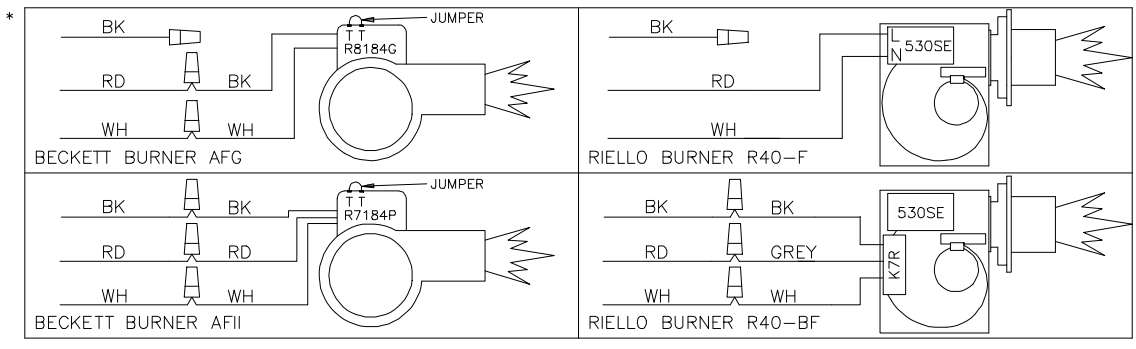 *
BK
JUMPER
T T
R8184G
RD BK
WH WH
BECKETT BURNER AFG
BK
L
N
530SE
RD
WH
RIELLO BURNER R40-F
JUMPER
T T
R7184P
BK BK
RD RD
WH WH
BECKETT BURNER AFII
BK BK
530SE
RD GREY
K7R
WH WH
RIELLO BURNER R40-BF